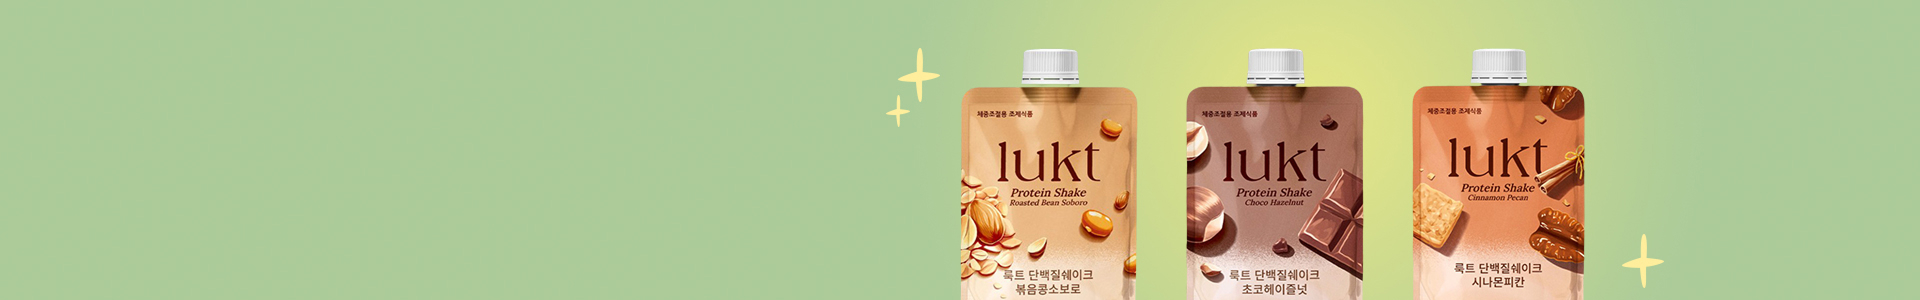 체중조절용 조제식품
lukt
Protein Shake
Roasted Bean Soboro
룩트 단백질쉐이크
볶음콩소보로
체중조절용 조제식품
lukt
Protein Shake
Choco Hazelnut
룩트 단백질쉐이크
초코헤이즐넛
체중조절용 조제식품
lukt
Protein Shake
Cinnamon Pecan
룩트 단백질쉐이크
시나몬피칸